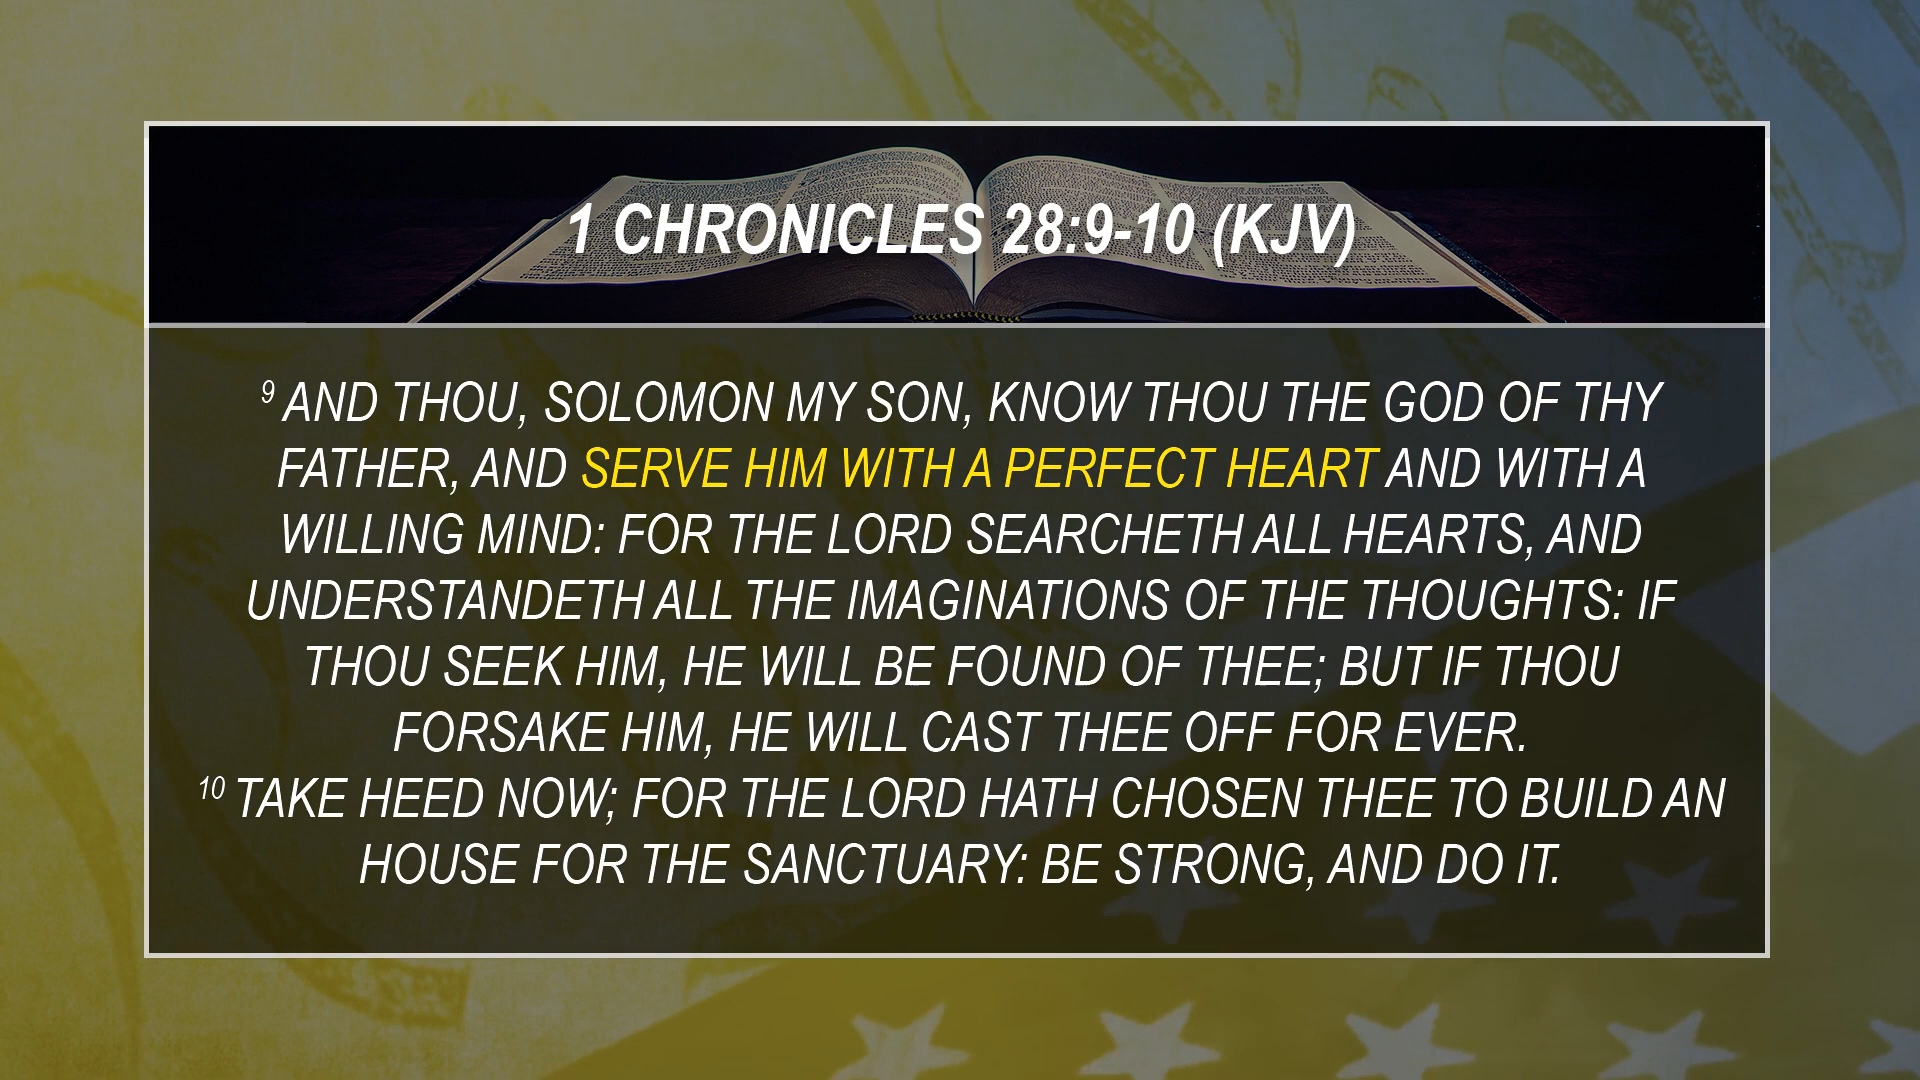 1 CHRONICLES 28:9-10 (KJV)
9 AND THOU, SOLOMON MY SON, KNOW THOU THE GOD OF THY
FATHER, AND SERVE HIM WITH A PERFECT HEART AND WITH A
WILLING MIND: FOR THE LORD SEARCHETH ALL HEARTS, AND
UNDERSTANDETH ALL THE IMAGINATIONS OF THE THOUGHTS: IF
THOU SEEK HIM, HE WILL BE FOUND OF THEE; BUT IF THOU
FORSAKE HIM, HE WILL CAST THEE OFF FOR EVER.
10 TAKE HEED NOW; FOR THE LORD HATH CHOSEN THEE TO BUILD AN
HOUSE FOR THE SANCTUARY: BE STRONG, AND DO IT.